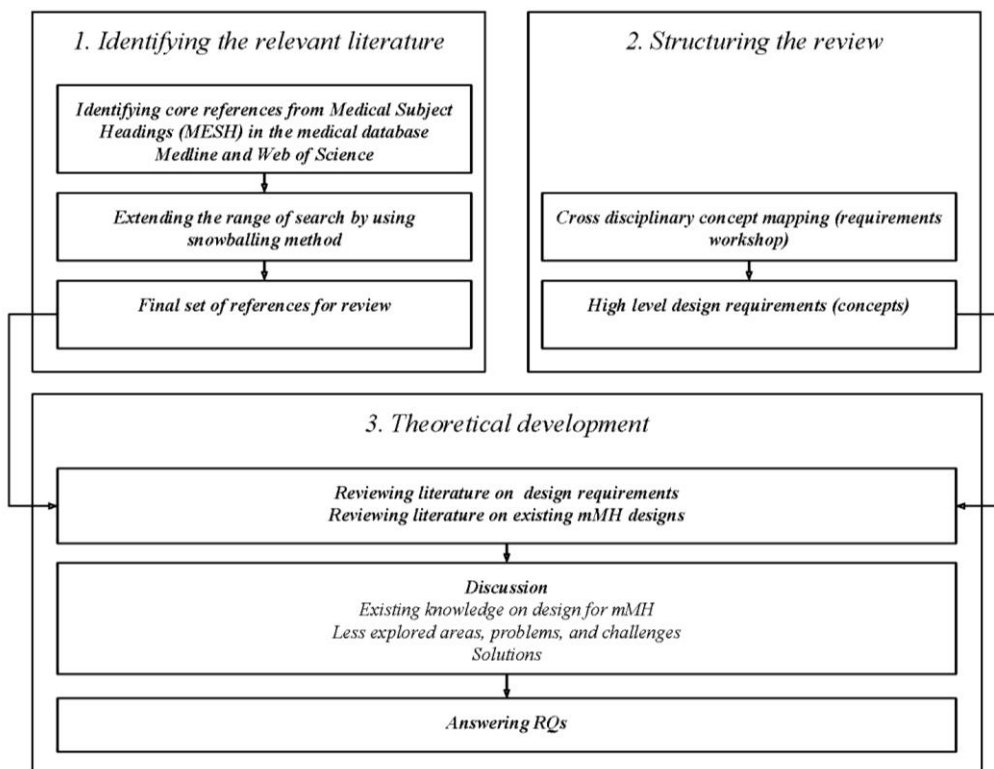 1. Identifying the relevant literature
Identifying core references from Medical Subject
Headings (MESH) in the medical database
Medline and Web of Science
Extending the range of search by using
snowballing method
Final set of references for review
2. Structuring the review
Cross disciplinary concept mapping (requirements
workshop)
High level design requirements (concepts)
3. Theoretical development
Reviewing literature on design requirements
Reviewing literature on existing mMH designs
Discussion
Existing knowledge on design for mMH
Less explored areas, problems, and challenges
Solutions
Answering RQs